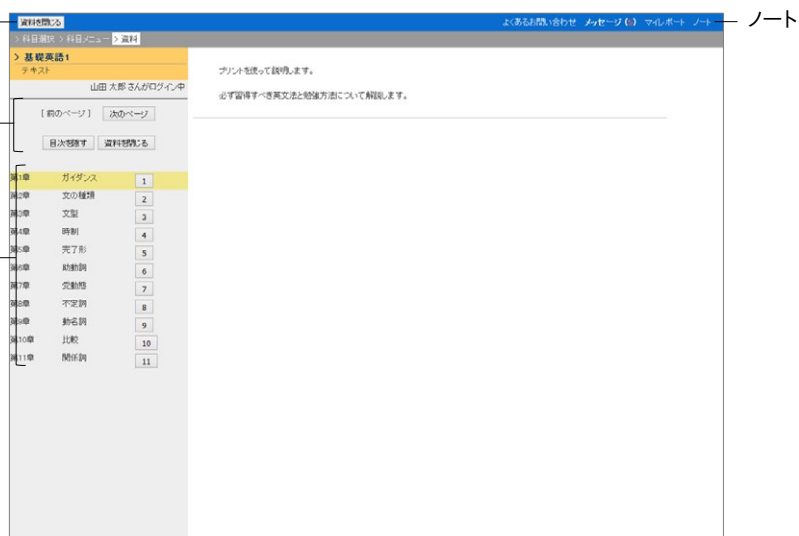 資料を閉じる
よくあるお問い合わせ メッセージ (5) マイレポート ノート
ノート
> 科目選択 > 科目メニュー > 資料
> 基礎英語1
テキスト
山田 太郎 さんがログイン中
[ 前のページ ] 次のページ
目次を隠す 資料を閉じる
第1章 ガイダンス 1
第2章 文の種類 2
第3章 文型 3
第4章 時制 4
第5章 完了形 5
第6章 助動詞 6
第7章 受動態 7
第8章 不定詞 8
第9章 動名詞 9
第10章 比較 10
第11章 関係詞 11
プリントを使って説明します。
必ず習得すべき英文法と勉強方法について解説します。